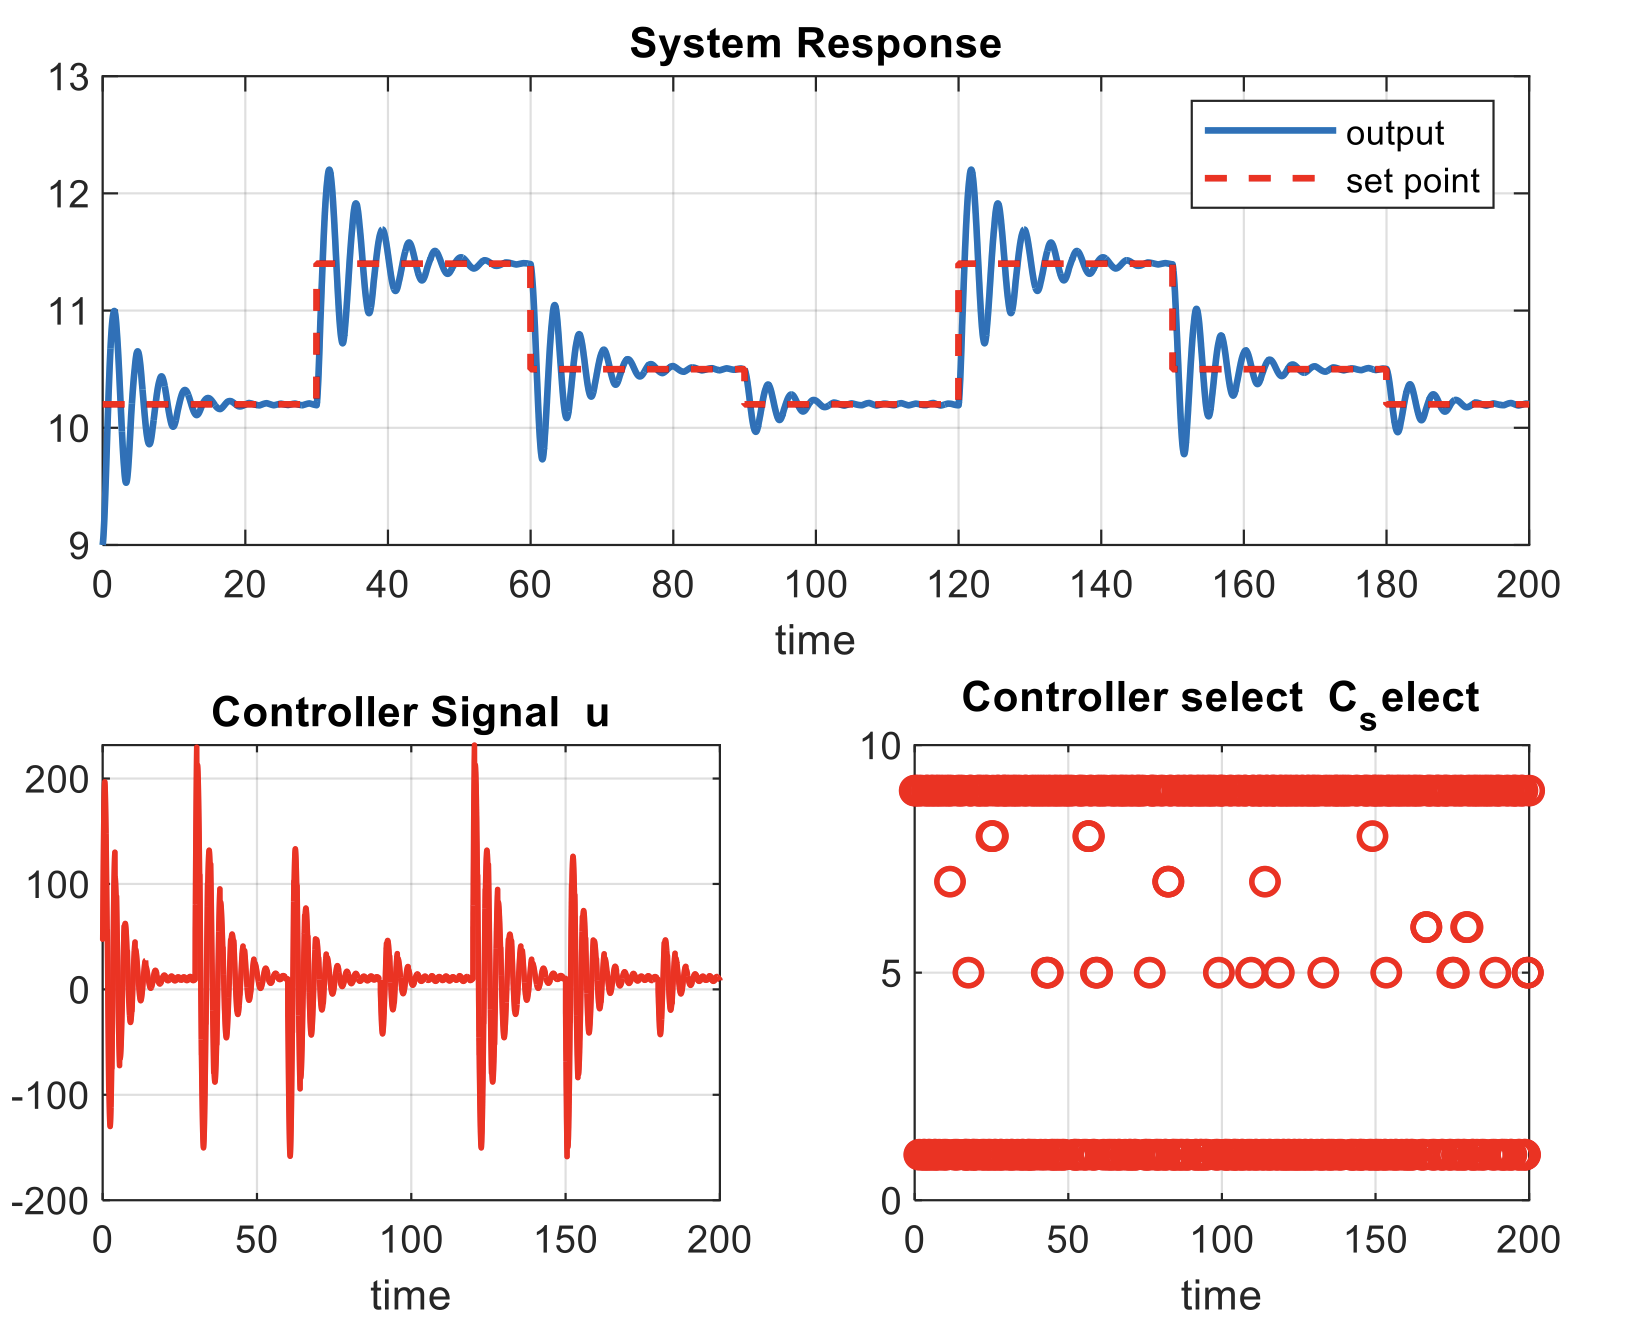 System Response
13
12
11
10
9
output
set point
0 20 40 60 80 100 120 140 160 180 200
time
Controller Signal u
200
100
0
-100
-200
0 50 100 150 200
time
Controller select C_select
10
5
0
0 50 100 150 200
time